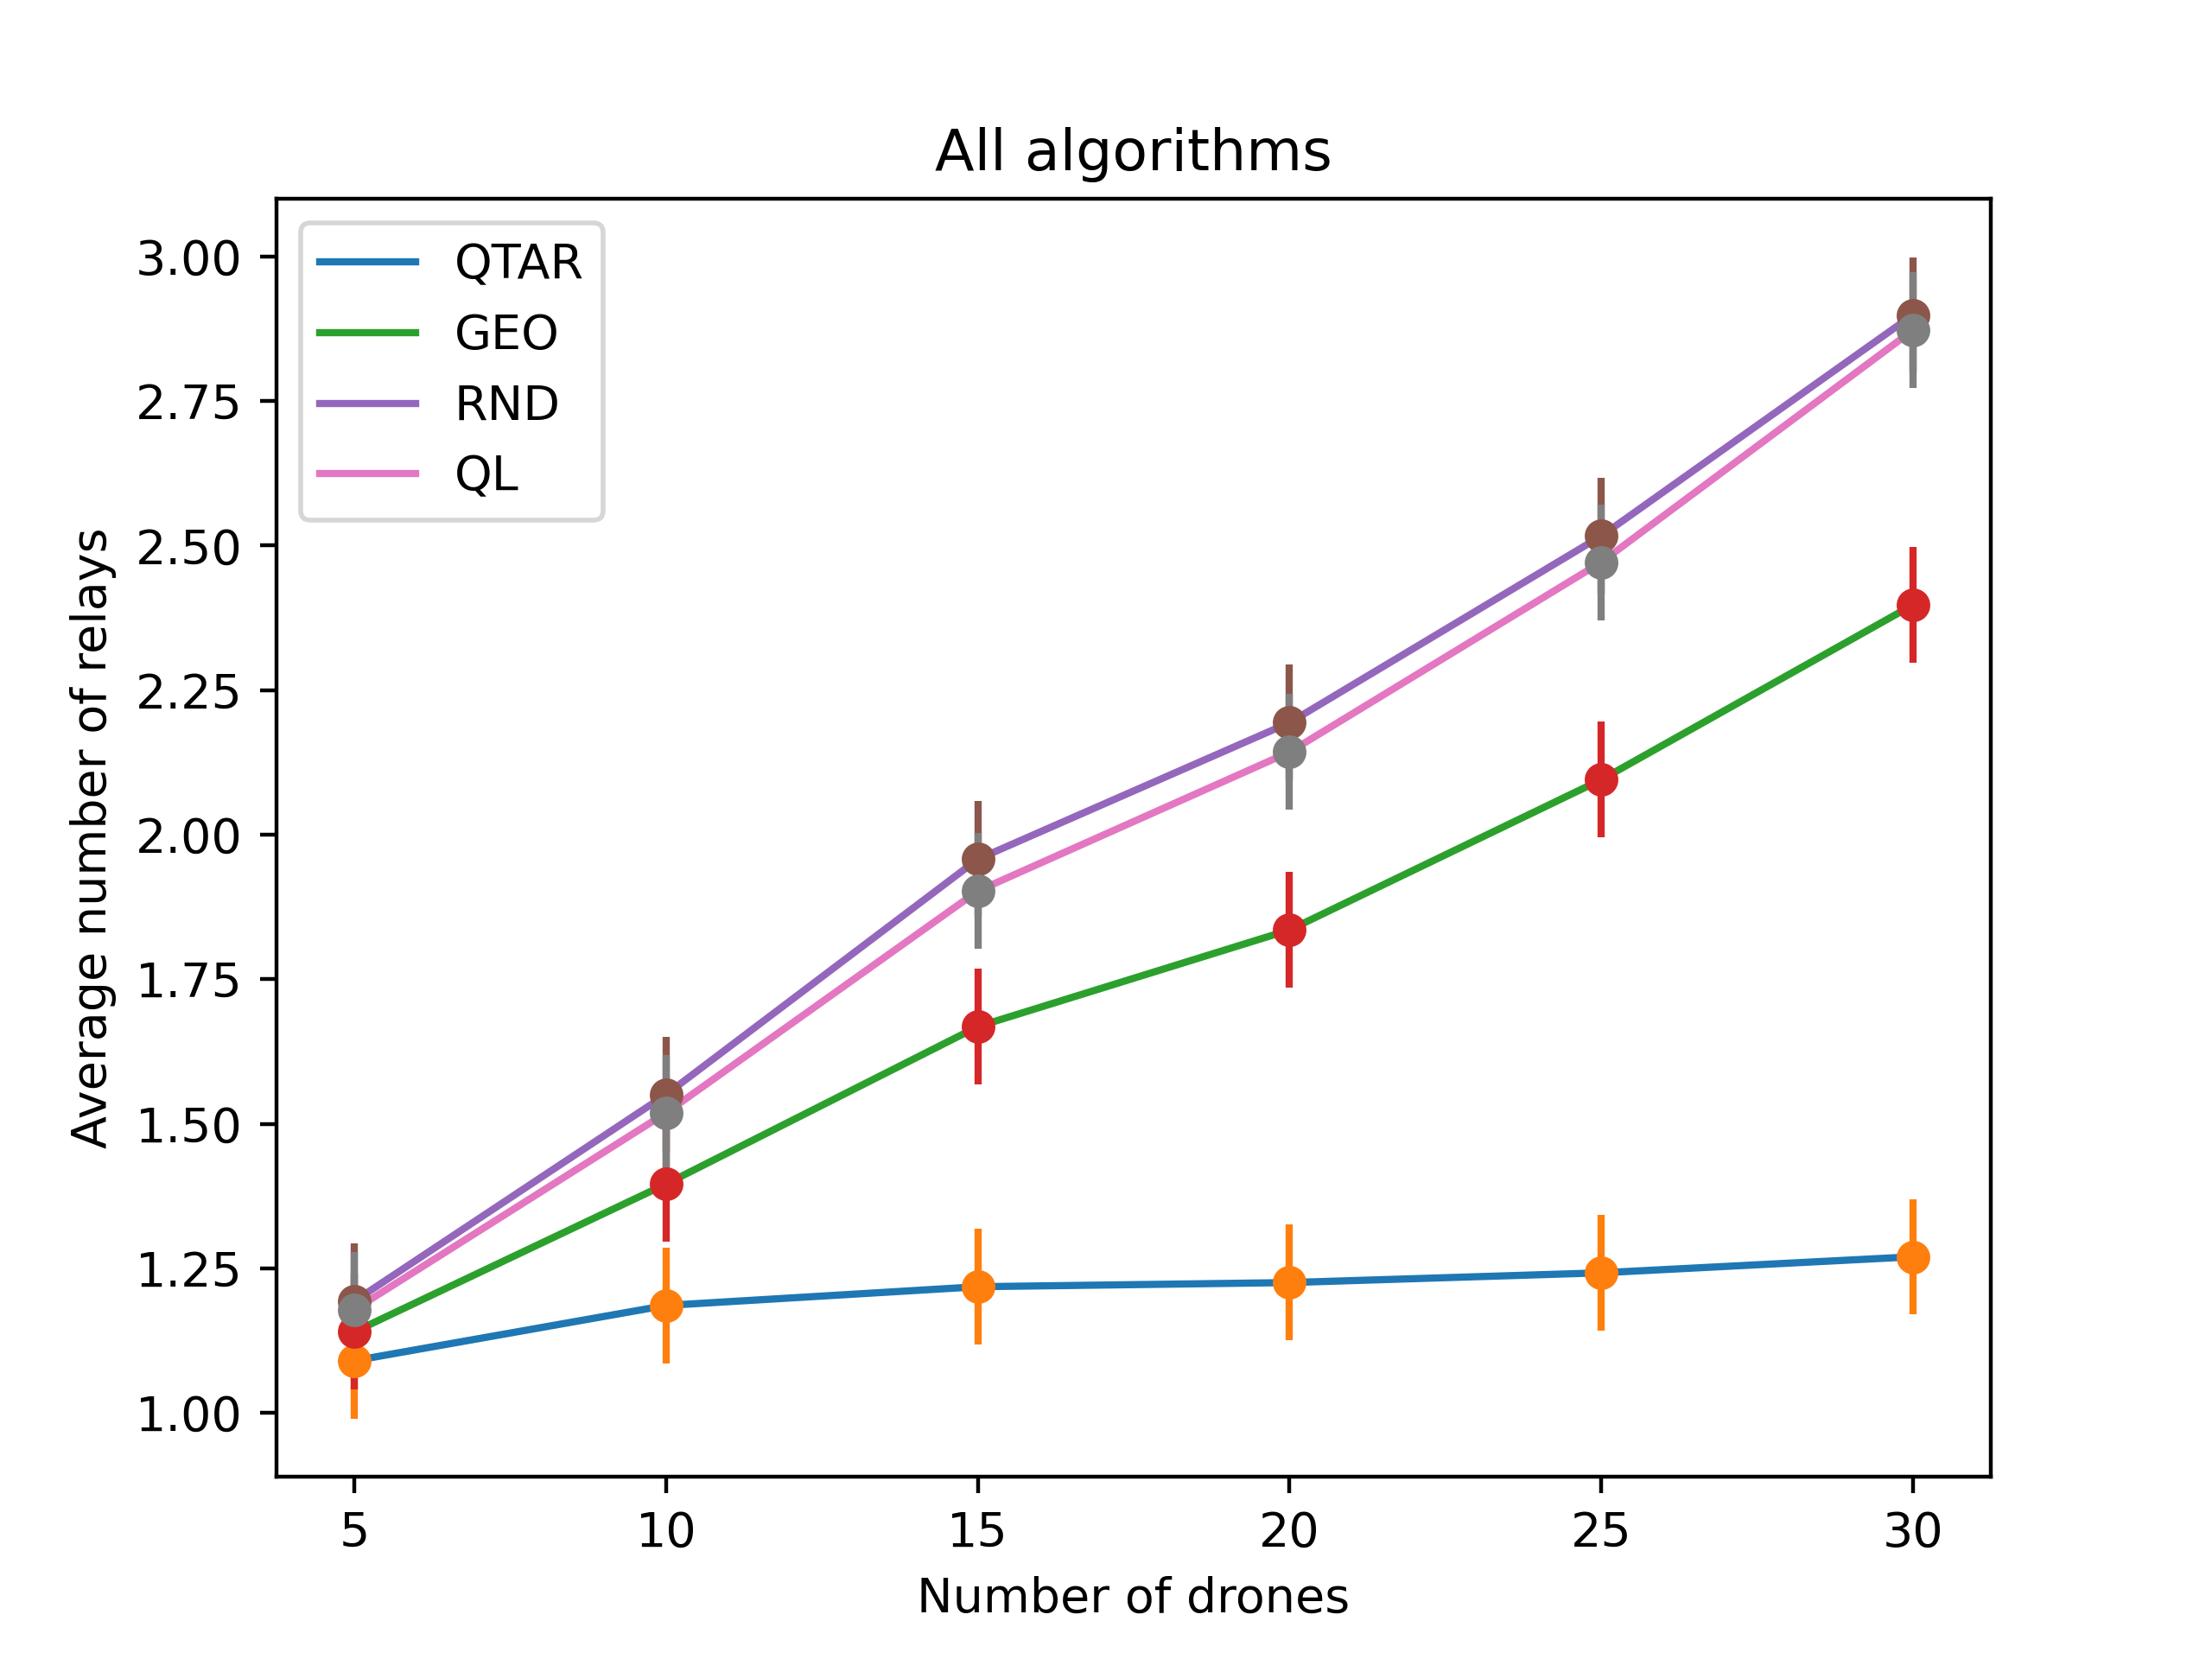 All algorithms
QTAR
GEO
RND
QL
Average number of relays
3.00
2.75
2.50
2.25
2.00
1.75
1.50
1.25
1.00
5 10 15 20 25 30
Number of drones